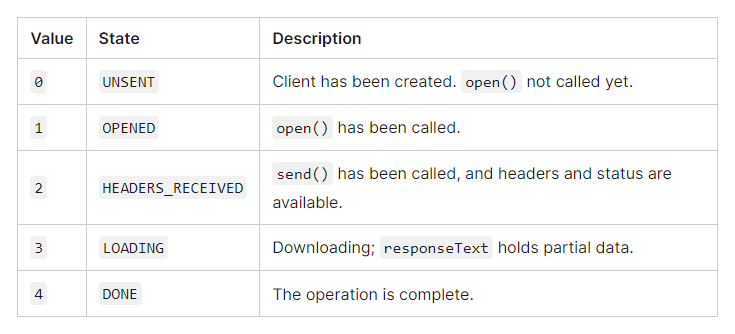 Value State Description
0 UNSENT Client has been created. open() not called yet.
1 OPENED open() has been called.
2 HEADERS_RECEIVED send() has been called, and headers and status are
available.
3 LOADING Downloading; responseText holds partial data.
4 DONE The operation is complete.